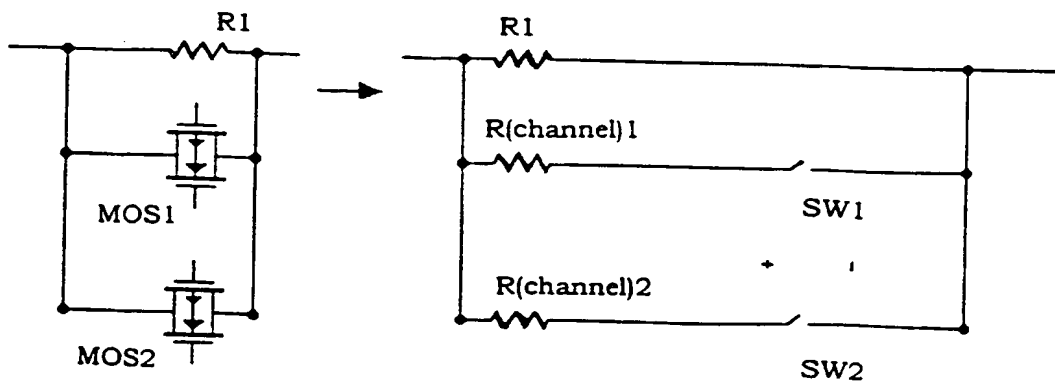 R1
MOS1
MOS2
R1
R(channel)1
SW1
R(channel)2
SW2